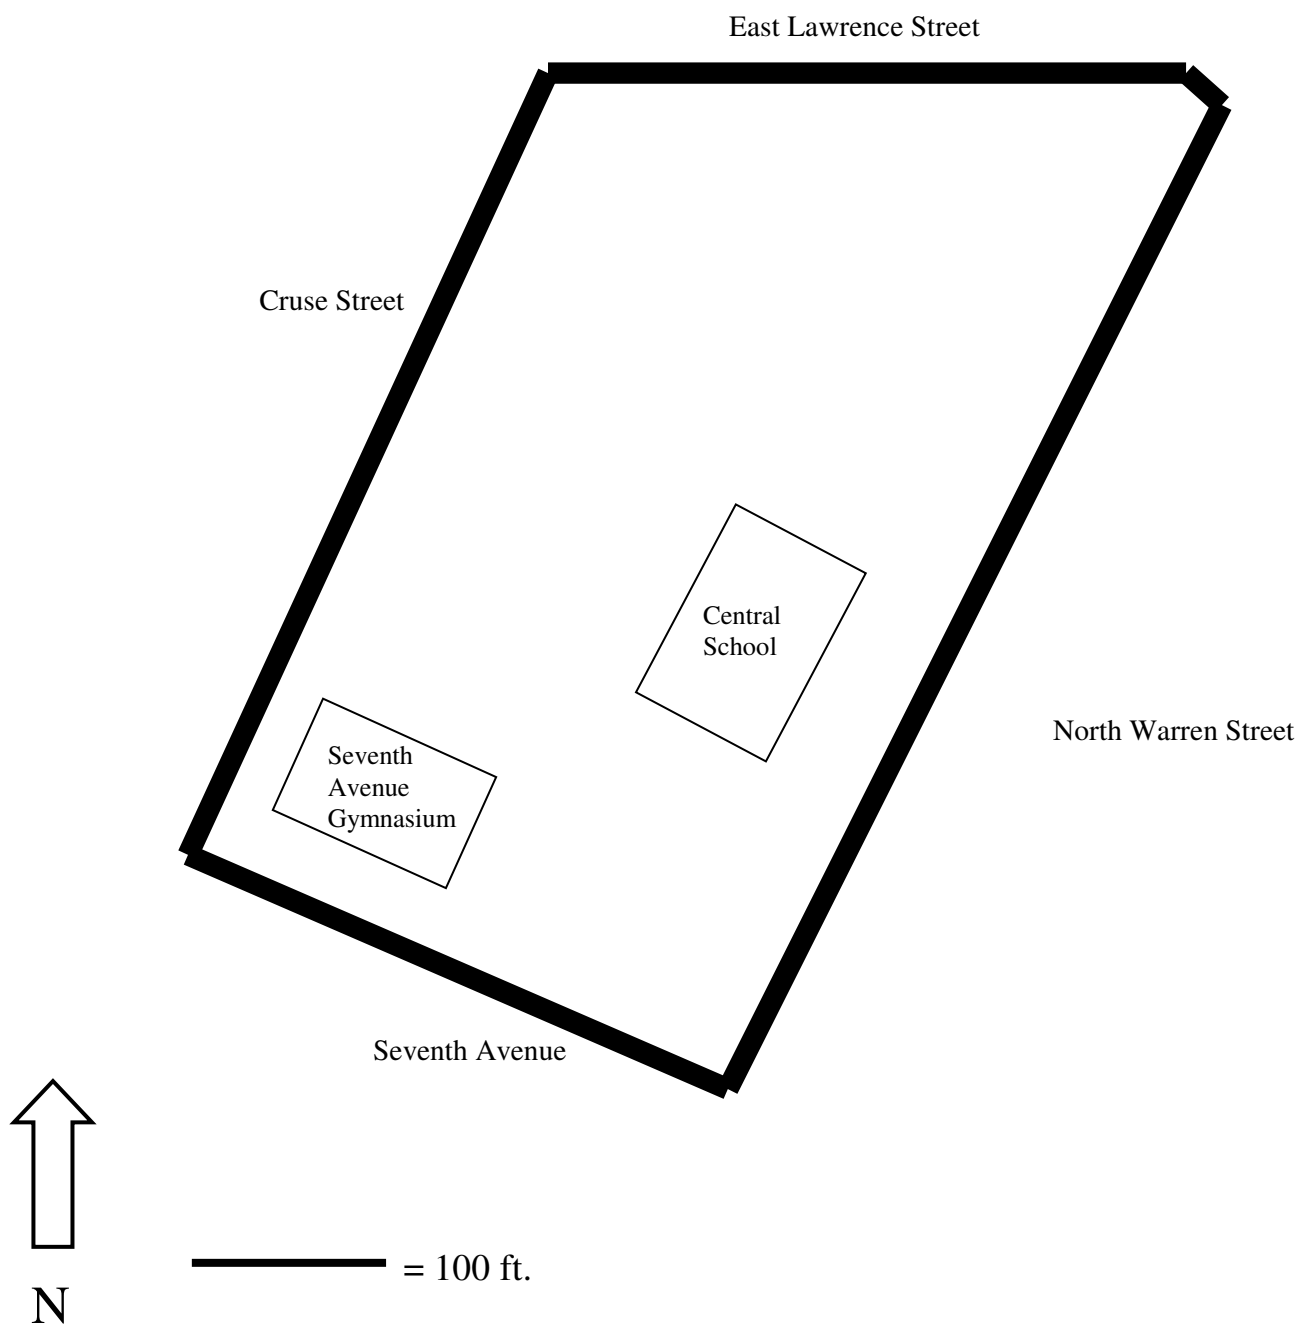 East Lawrence Street
Cruse Street
Central
School
North Warren Street
Seventh
Avenue
Gymnasium
Seventh Avenue
= 100 ft.
N